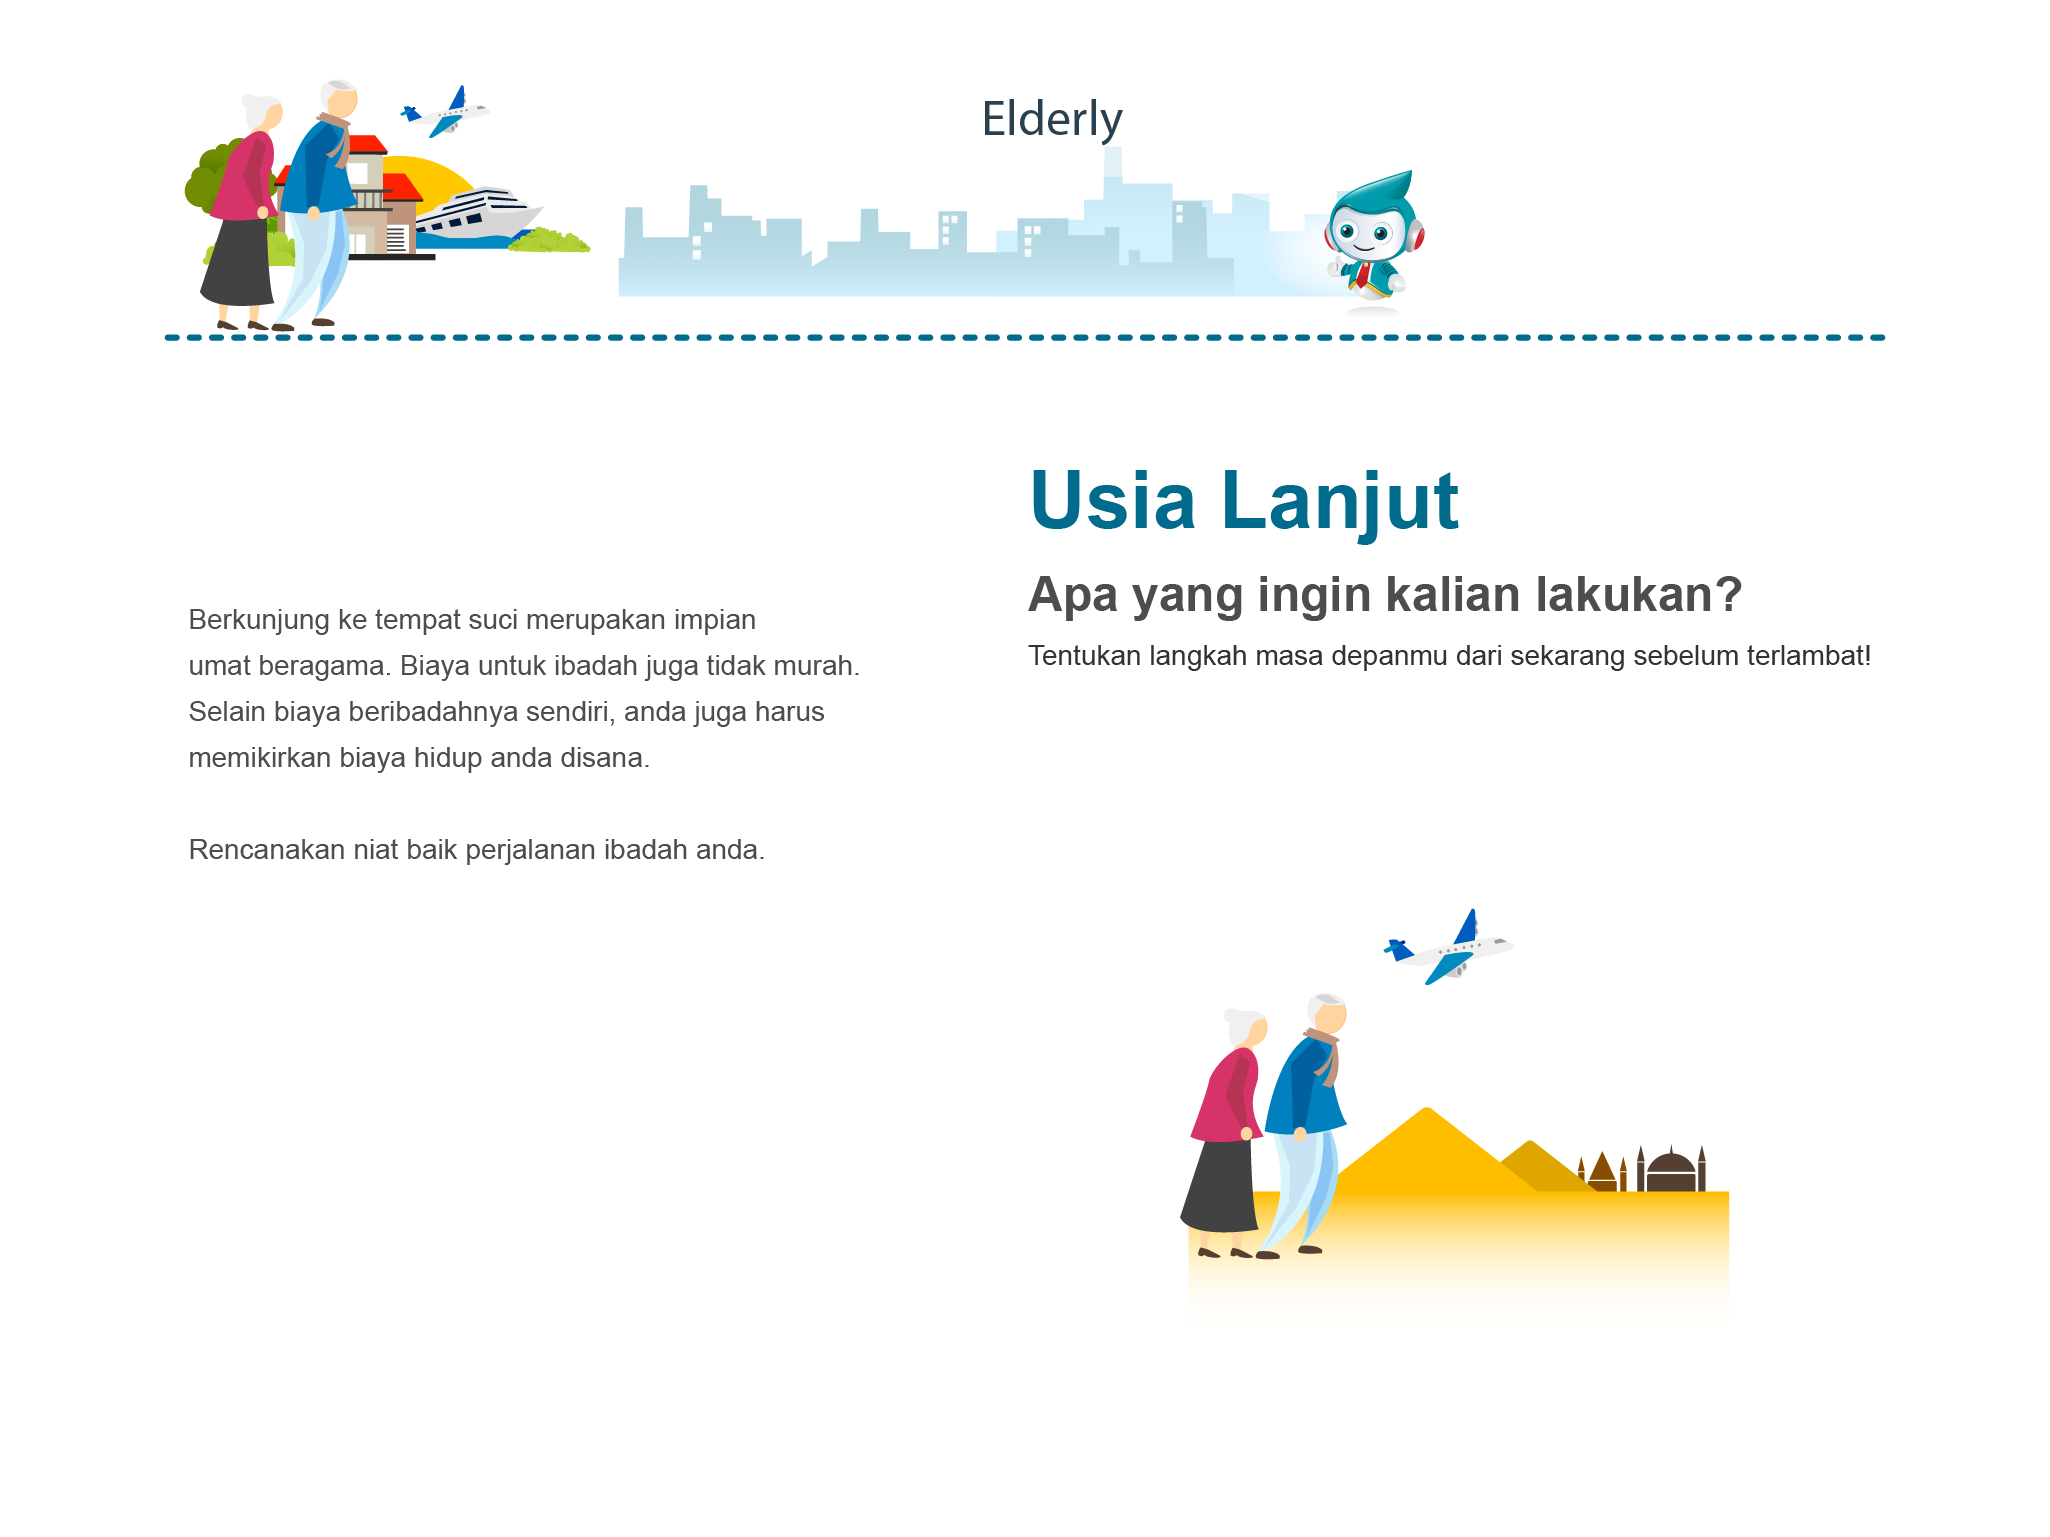 Elderly
Usia Lanjut
Apa yang ingin kalian lakukan?
Tentukan langkah masa depanmu dari sekarang sebelum terlambat!
Berkunjung ke tempat suci merupakan impian
umat beragama. Biaya untuk ibadah juga tidak murah.
Selain biaya beribadahnya sendiri, anda juga harus
memikirkan biaya hidup anda disana.
Rencanakan niat baik perjalanan ibadah anda.